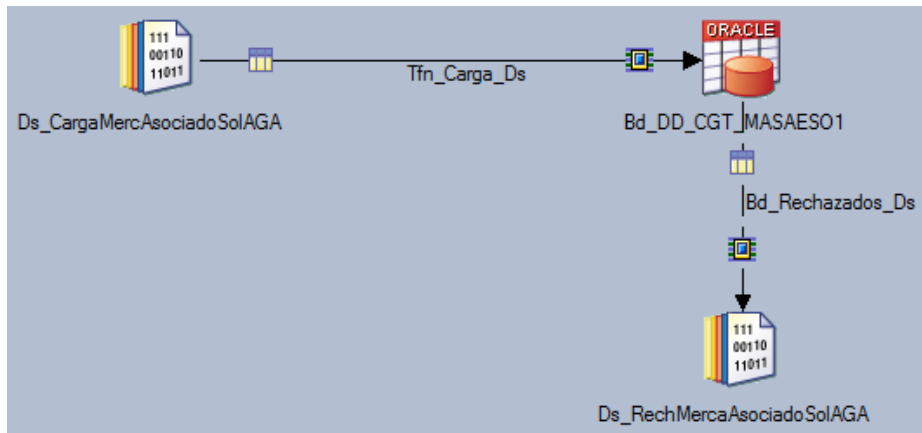 111
00110
11011
ORACLE
Tfn_Carga_Ds
Ds_CargaMercAsociadoSolAGA
Bd_DD_CGT_MASAESO1
Bd_Rechazados_Ds
111
00110
11011
Ds_RechMercaAsociadoSolAGA